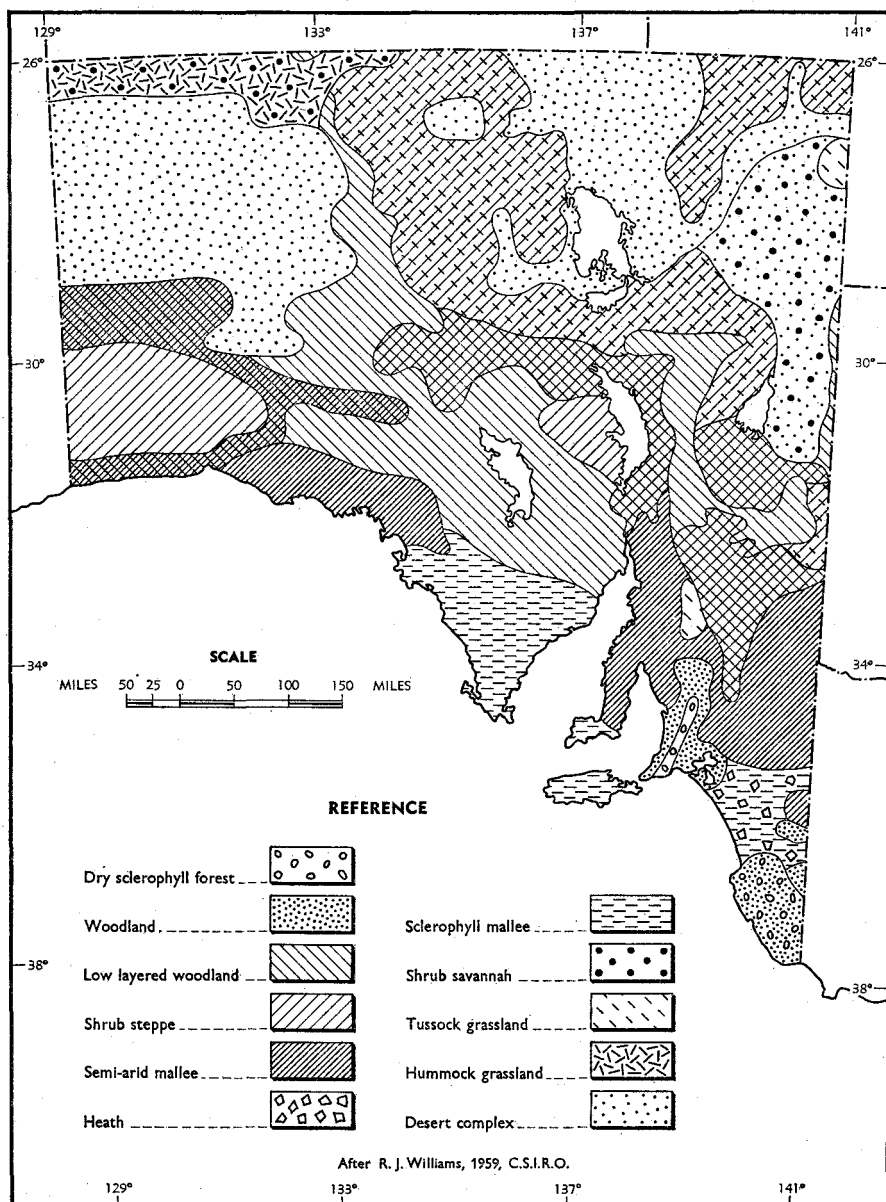 129° 133° 137° 141°
26° 26°
30° 30°
34° 34°
38° 38°
SCALE
MILES 50 25 0 50 100 150 MILES
REFERENCE
Dry sclerophyll forest
Woodland
Low layered woodland
Shrub steppe
Semi-arid mallee
Heath
Sclerophyll mallee
Shrub savannah
Tussock grassland
Hummock grassland
Desert complex
After R. J. Williams, 1959, C.S.I.R.O.
129° 133° 137° 141°